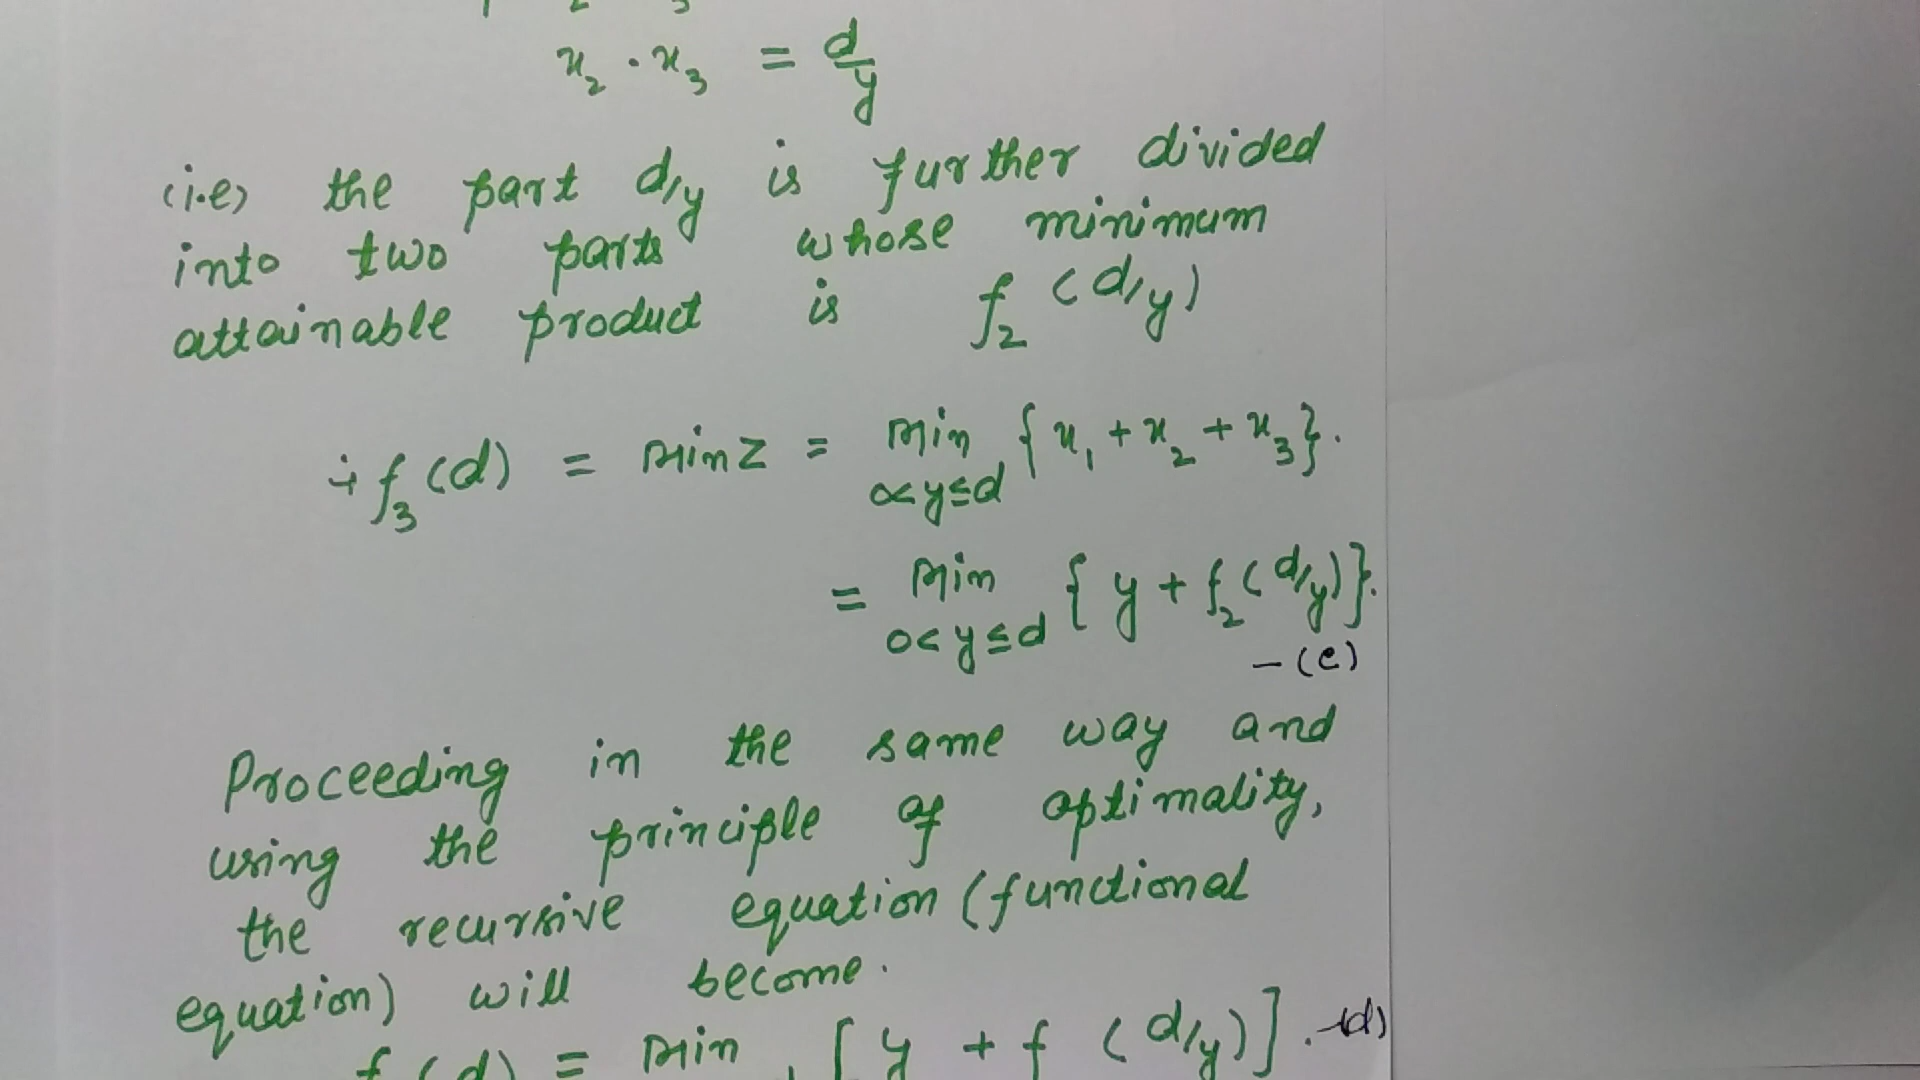 x₂ · x₃ = d/y
(i.e) the part d/y is further divided
into two parts whose minimum
attainable product is f₂ (d/y)
∴ f₃(d) = Min z = Min {x₁ + x₂ + x₃}.
0<y≤d
= Min { y + f₂(d/y)}.
0<y≤d
- (c)
Proceeding in the same way and
using the principle of optimality,
the recursive equation (functional
equation) will become.
f (d) = Min [ y + f (d/y)]. -(d)